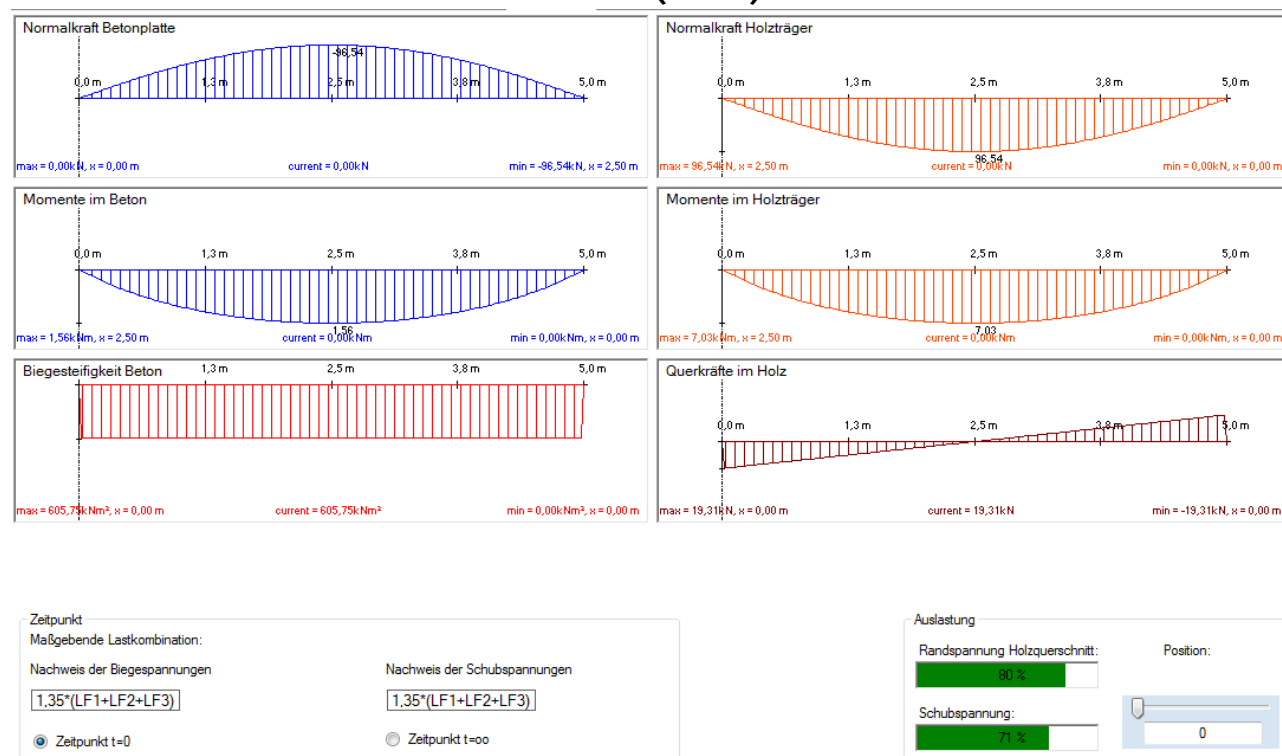 Normalkraft Betonplatte
-96,54
0,0 m 1,3 m 2,5 m 3,8 m 5,0 m
max = 0,00kN, x = 0,00 m current = 0,00kN min = -96,54kN, x = 2,50 m
Normalkraft Holzträger
0,0 m 1,3 m 2,5 m 3,8 m 5,0 m
96,54
max = 96,54kN, x = 2,50 m current = 0,00kN min = 0,00kN, x = 0,00 m
Momente im Beton
0,0 m 1,3 m 2,5 m 3,8 m 5,0 m
1,56
max = 1,56kNm, x = 2,50 m current = 0,00kNm min = 0,00kNm, x = 0,00 m
Momente im Holzträger
0,0 m 1,3 m 2,5 m 3,8 m 5,0 m
7,03
max = 7,03kNm, x = 2,50 m current = 0,00kNm min = 0,00kNm, x = 0,00 m
Biegesteifigkeit Beton 1,3 m 2,5 m 3,8 m 5,0 m
max = 605,75kNm², x = 0,00 m current = 605,75kNm² min = 0,00kNm², x = 0,00 m
Querkräfte im Holz
0,0 m 1,3 m 2,5 m 3,8 m 5,0 m
max = 19,31kN, x = 0,00 m current = 19,31kN min = -19,31kN, x = 0,00 m
Zeitpunkt
Maßgebende Lastkombination:
Nachweis der Biegespannungen Nachweis der Schubspannungen
1,35*(LF1+LF2+LF3) 1,35*(LF1+LF2+LF3)
Zeitpunkt t=0 Zeitpunkt t=oo
Auslastung
Randspannung Holzquerschnitt: Position:
80 %
Schubspannung:
71 % 0